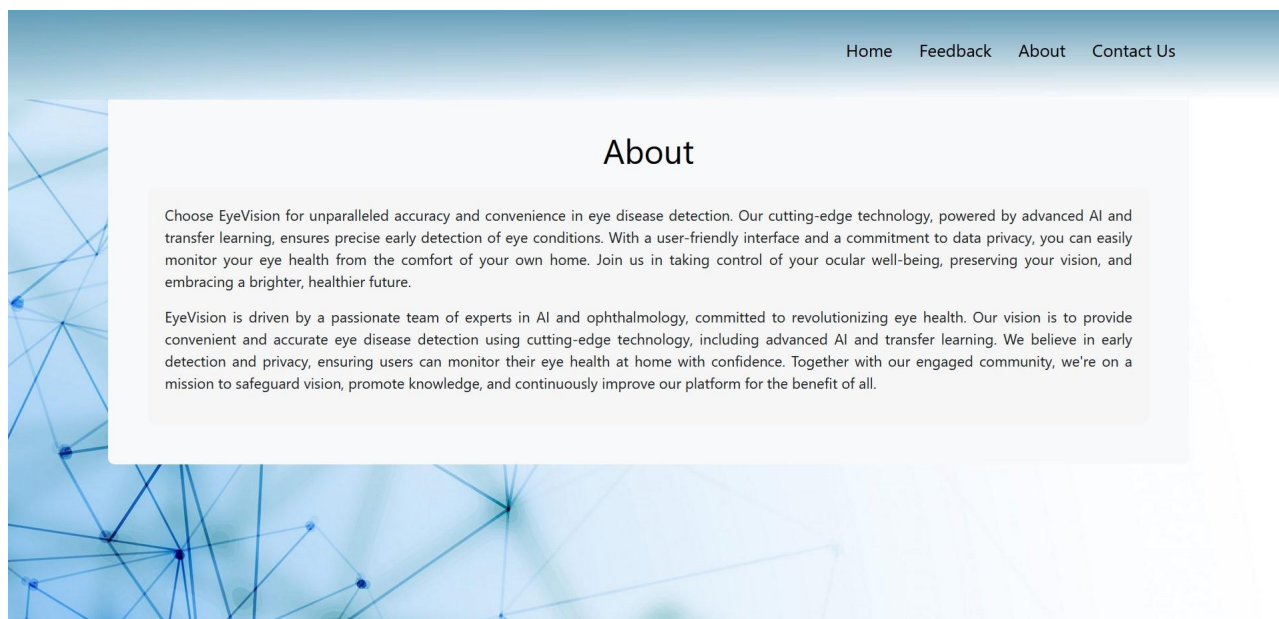 Home Feedback About Contact Us
About
Choose EyeVision for unparalleled accuracy and convenience in eye disease detection. Our cutting-edge technology, powered by advanced AI and
transfer learning, ensures precise early detection of eye conditions. With a user-friendly interface and a commitment to data privacy, you can easily
monitor your eye health from the comfort of your own home. Join us in taking control of your ocular well-being, preserving your vision, and
embracing a brighter, healthier future.
EyeVision is driven by a passionate team of experts in AI and ophthalmology, committed to revolutionizing eye health. Our vision is to provide
convenient and accurate eye disease detection using cutting-edge technology, including advanced AI and transfer learning. We believe in early
detection and privacy, ensuring users can monitor their eye health at home with confidence. Together with our engaged community, we're on a
mission to safeguard vision, promote knowledge, and continuously improve our platform for the benefit of all.